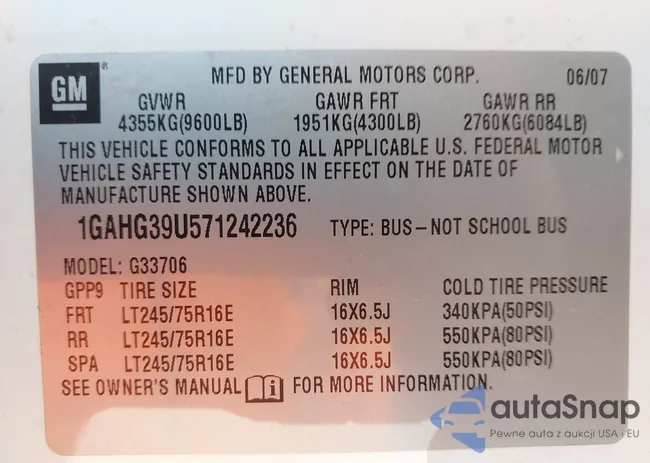 GM ® MFD BY GENERAL MOTORS CORP. 06/07
GVWR GAWR FRT GAWR RR
4355KG(9600LB) 1951KG(4300LB) 2760KG(6084LB)
THIS VEHICLE CONFORMS TO ALL APPLICABLE U.S. FEDERAL MOTOR
VEHICLE SAFETY STANDARDS IN EFFECT ON THE DATE OF
MANUFACTURE SHOWN ABOVE.
1GAHG39U571242236 TYPE: BUS – NOT SCHOOL BUS
MODEL: G33706
GPP9 TIRE SIZE RIM COLD TIRE PRESSURE
FRT LT245/75R16E 16X6.5J 340KPA(50PSI)
RR LT245/75R16E 16X6.5J 550KPA(80PSI)
SPA LT245/75R16E 16X6.5J 550KPA(80PSI)
SEE OWNER'S MANUAL i FOR MORE INFORMATION.
autaSnap
Pewne auta z aukcji USA i EU